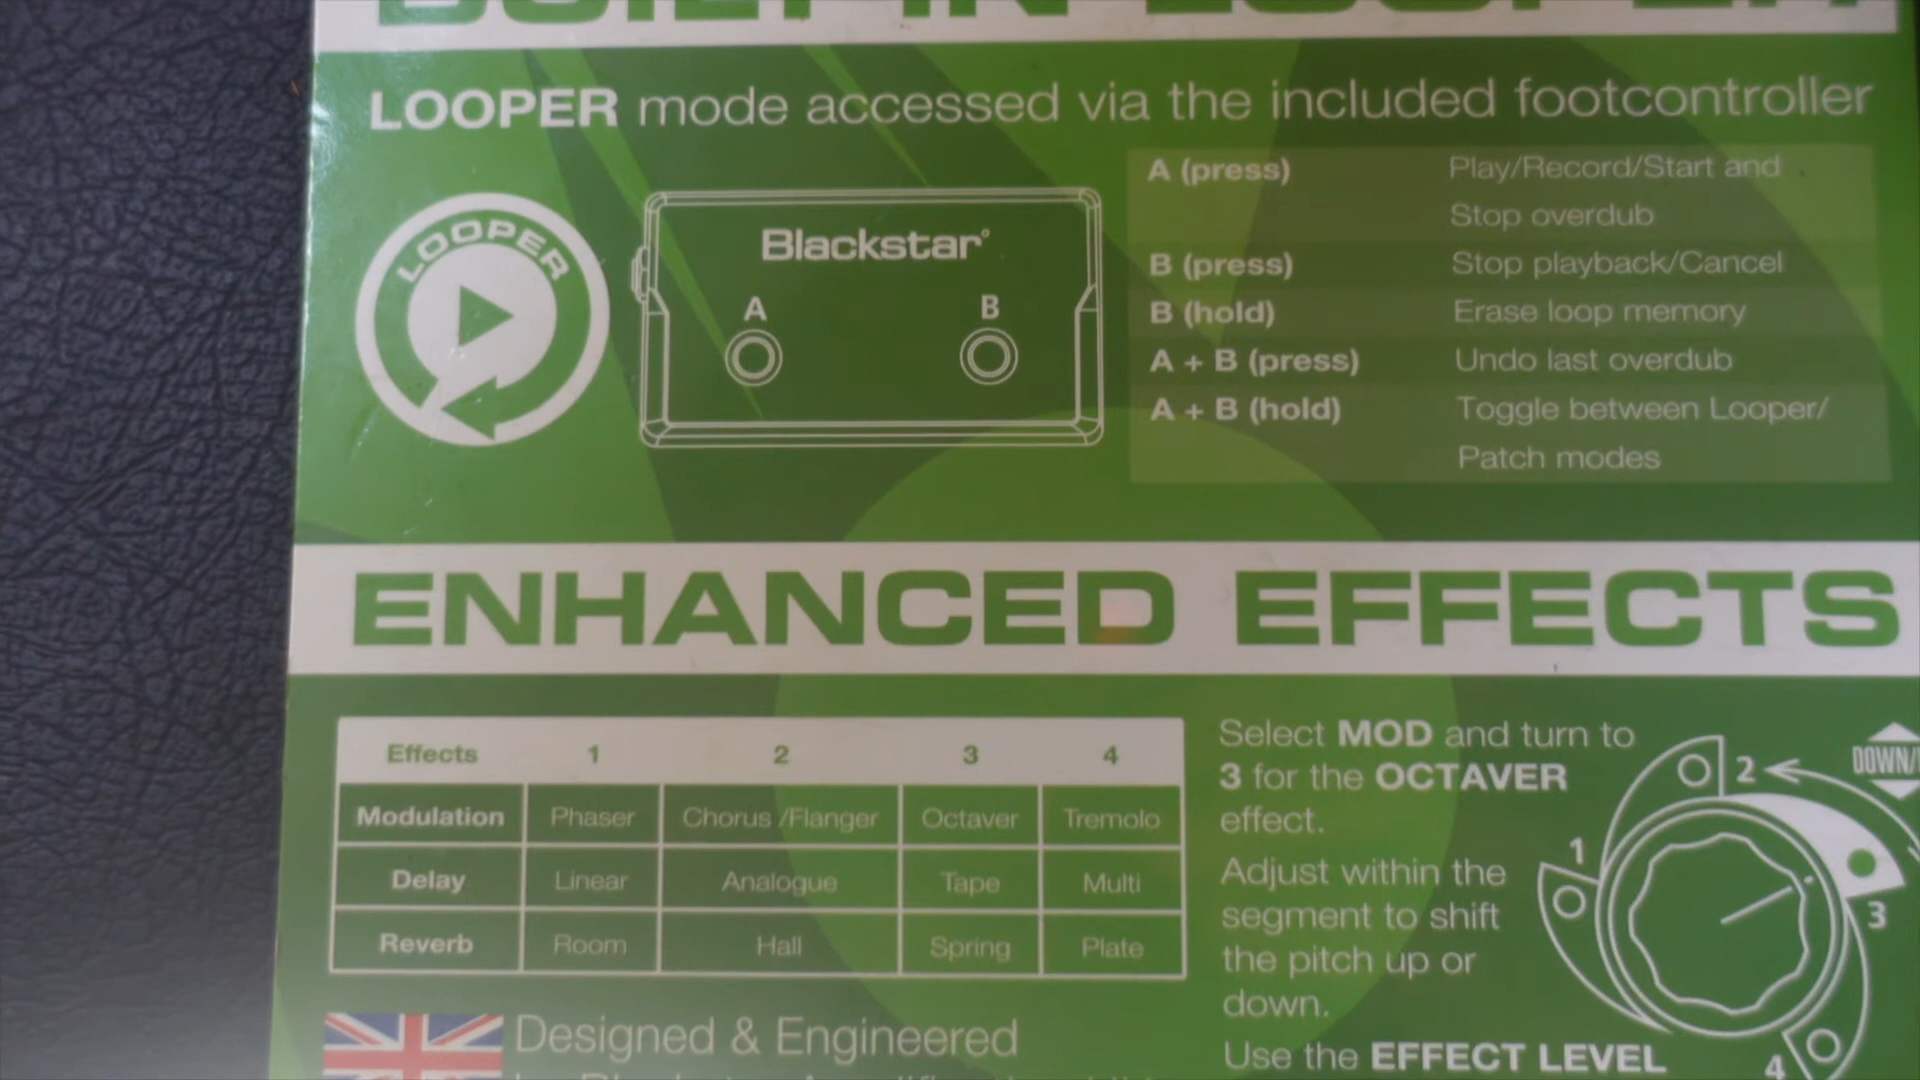 BUILT-IN LOOPER
LOOPER mode accessed via the included footcontroller
LOOPER
Blackstar
A
B
A (press) Play/Record/Start and
Stop overdub
B (press) Stop playback/Cancel
B (hold) Erase loop memory
A + B (press) Undo last overdub
A + B (hold) Toggle between Looper/
Patch modes
ENHANCED EFFECTS
Effects 1 2 3 4
Modulation Phaser Chorus /Flanger Octaver Tremolo
Delay Linear Analogue Tape Multi
Reverb Room Hall Spring Plate
Select MOD and turn to
3 for the OCTAVER
effect.
Adjust within the
segment to shift
the pitch up or
down.
Use the EFFECT LEVEL
1
2
3
4
DOWN/
Designed & Engineered